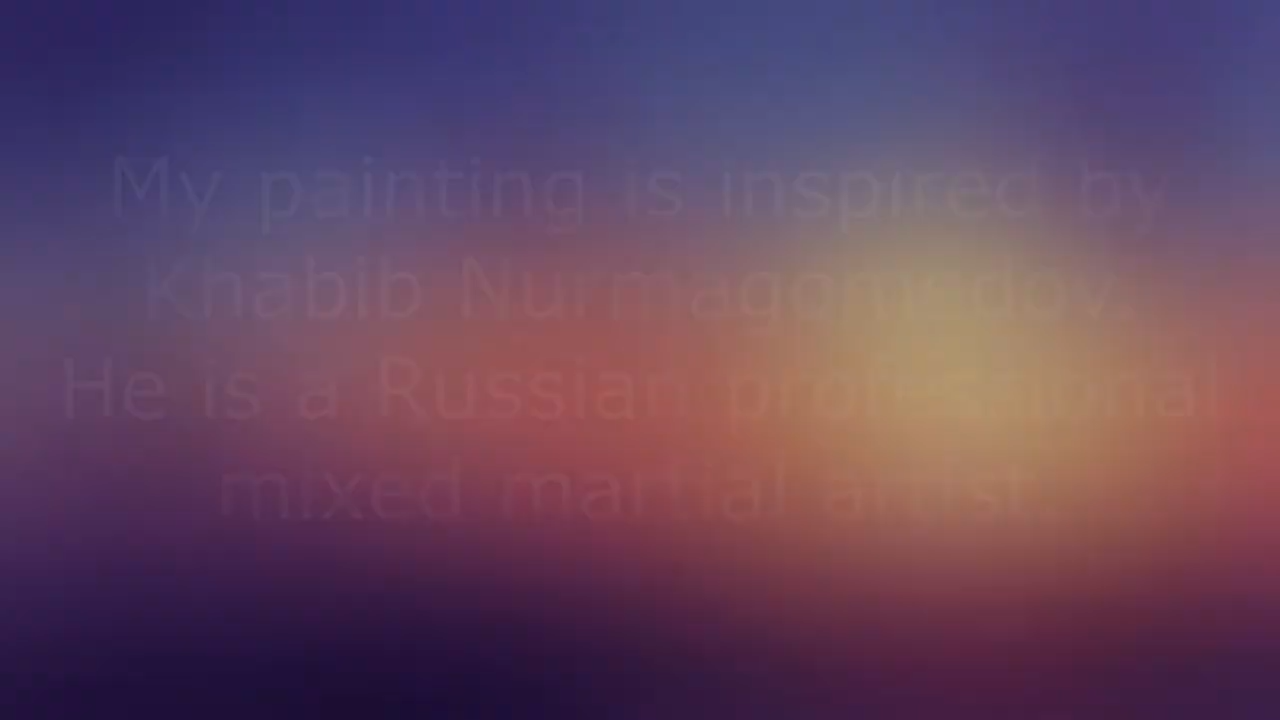 My painting is inspired by
Khabib Nurmagomedov.
He is a Russian professional
mixed martial artist.